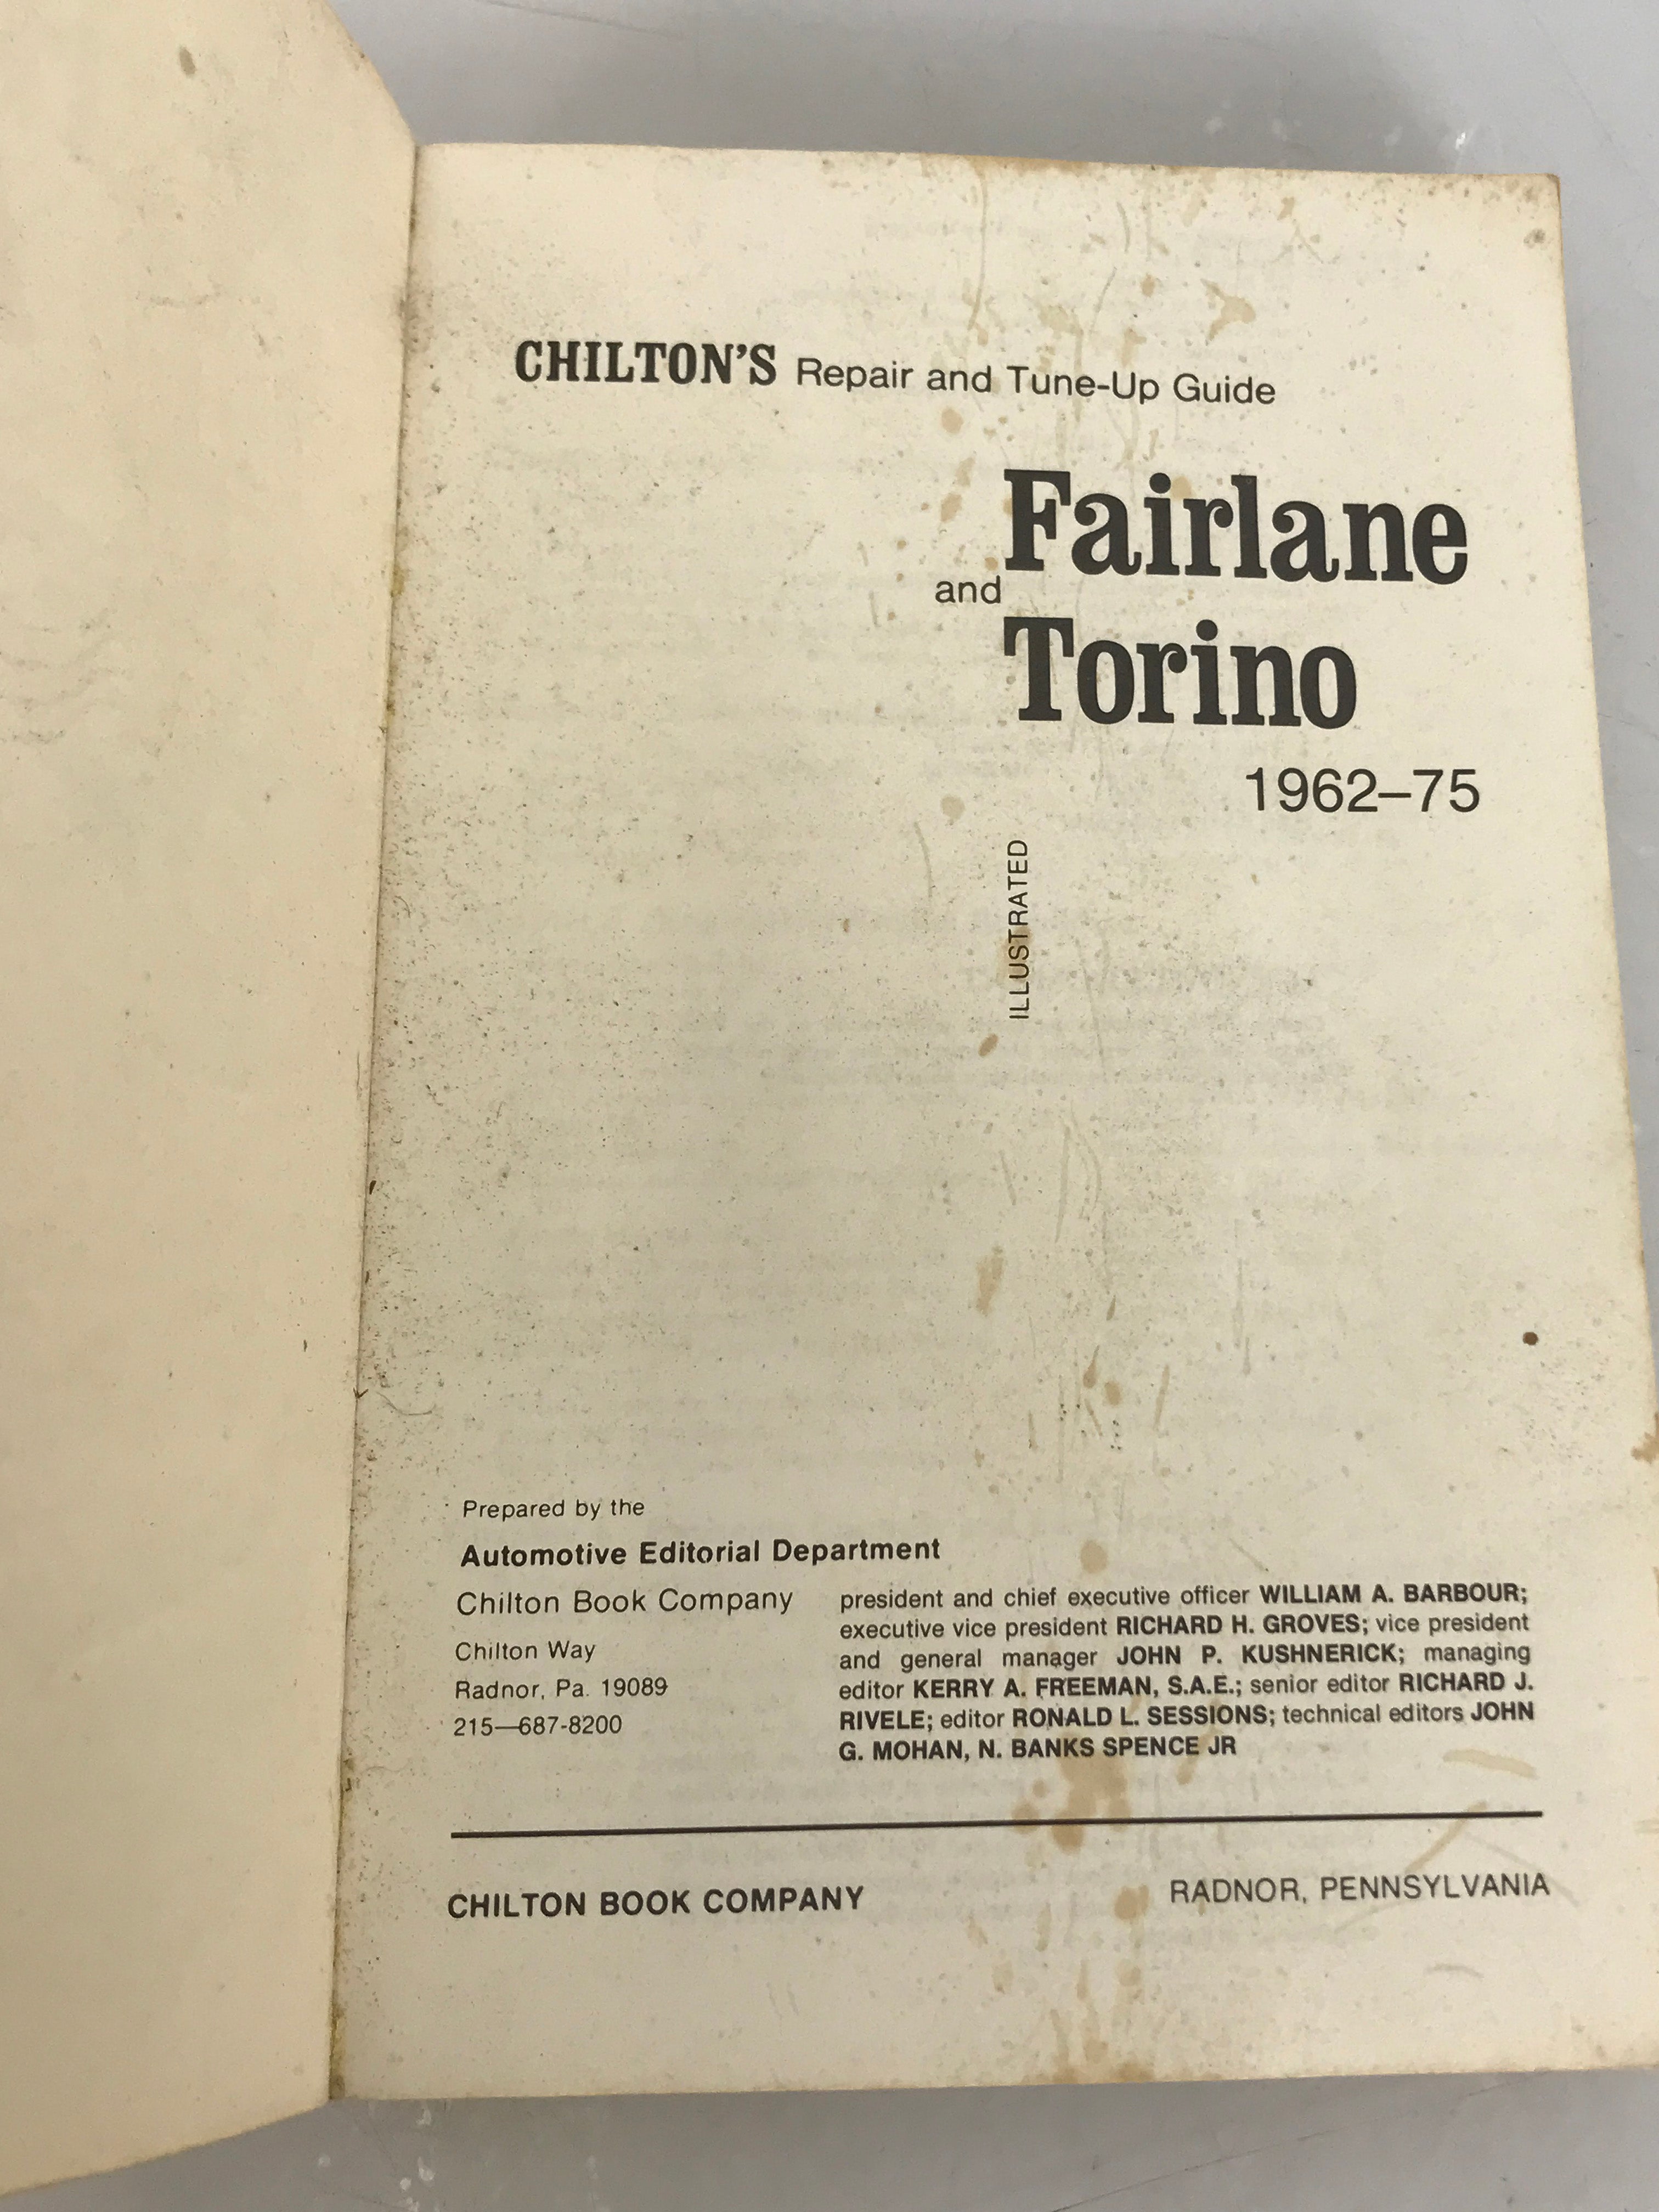 CHILTON'S Repair and Tune-Up Guide
Fairlane
and
Torino
1962–75
ILLUSTRATED
Prepared by the
Automotive Editorial Department
Chilton Book Company
Chilton Way
Radnor, Pa. 19089
215—687-8200
president and chief executive officer WILLIAM A. BARBOUR;
executive vice president RICHARD H. GROVES; vice president
and general manager JOHN P. KUSHNERICK; managing
editor KERRY A. FREEMAN, S.A.E.; senior editor RICHARD J.
RIVELE; editor RONALD L. SESSIONS; technical editors JOHN
G. MOHAN, N. BANKS SPENCE JR
CHILTON BOOK COMPANY
RADNOR, PENNSYLVANIA